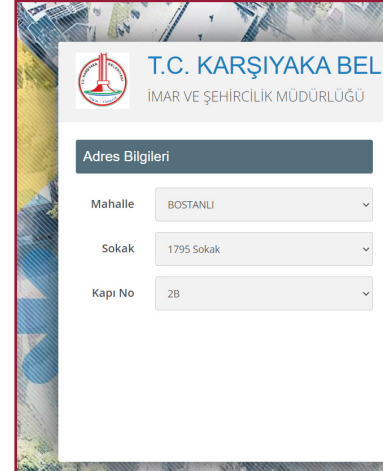 T.C. KARŞIYAKA BEL
İMAR VE ŞEHİRCİLİK MÜDÜRLÜĞÜ
Adres Bilgileri
Mahalle BOSTANLI
Sokak 1795 Sokak
Kapı No 2B